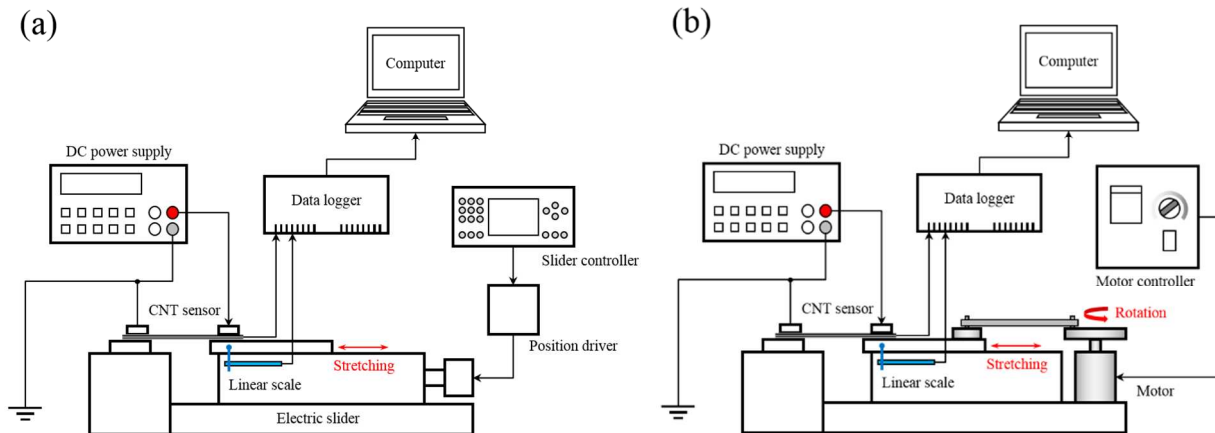 (a)
Computer
DC power supply
Data logger
Slider controller
CNT sensor
Position driver
Stretching
Linear scale
Electric slider
(b)
Computer
DC power supply
Data logger
Motor controller
CNT sensor
Rotation
Stretching
Linear scale
Motor